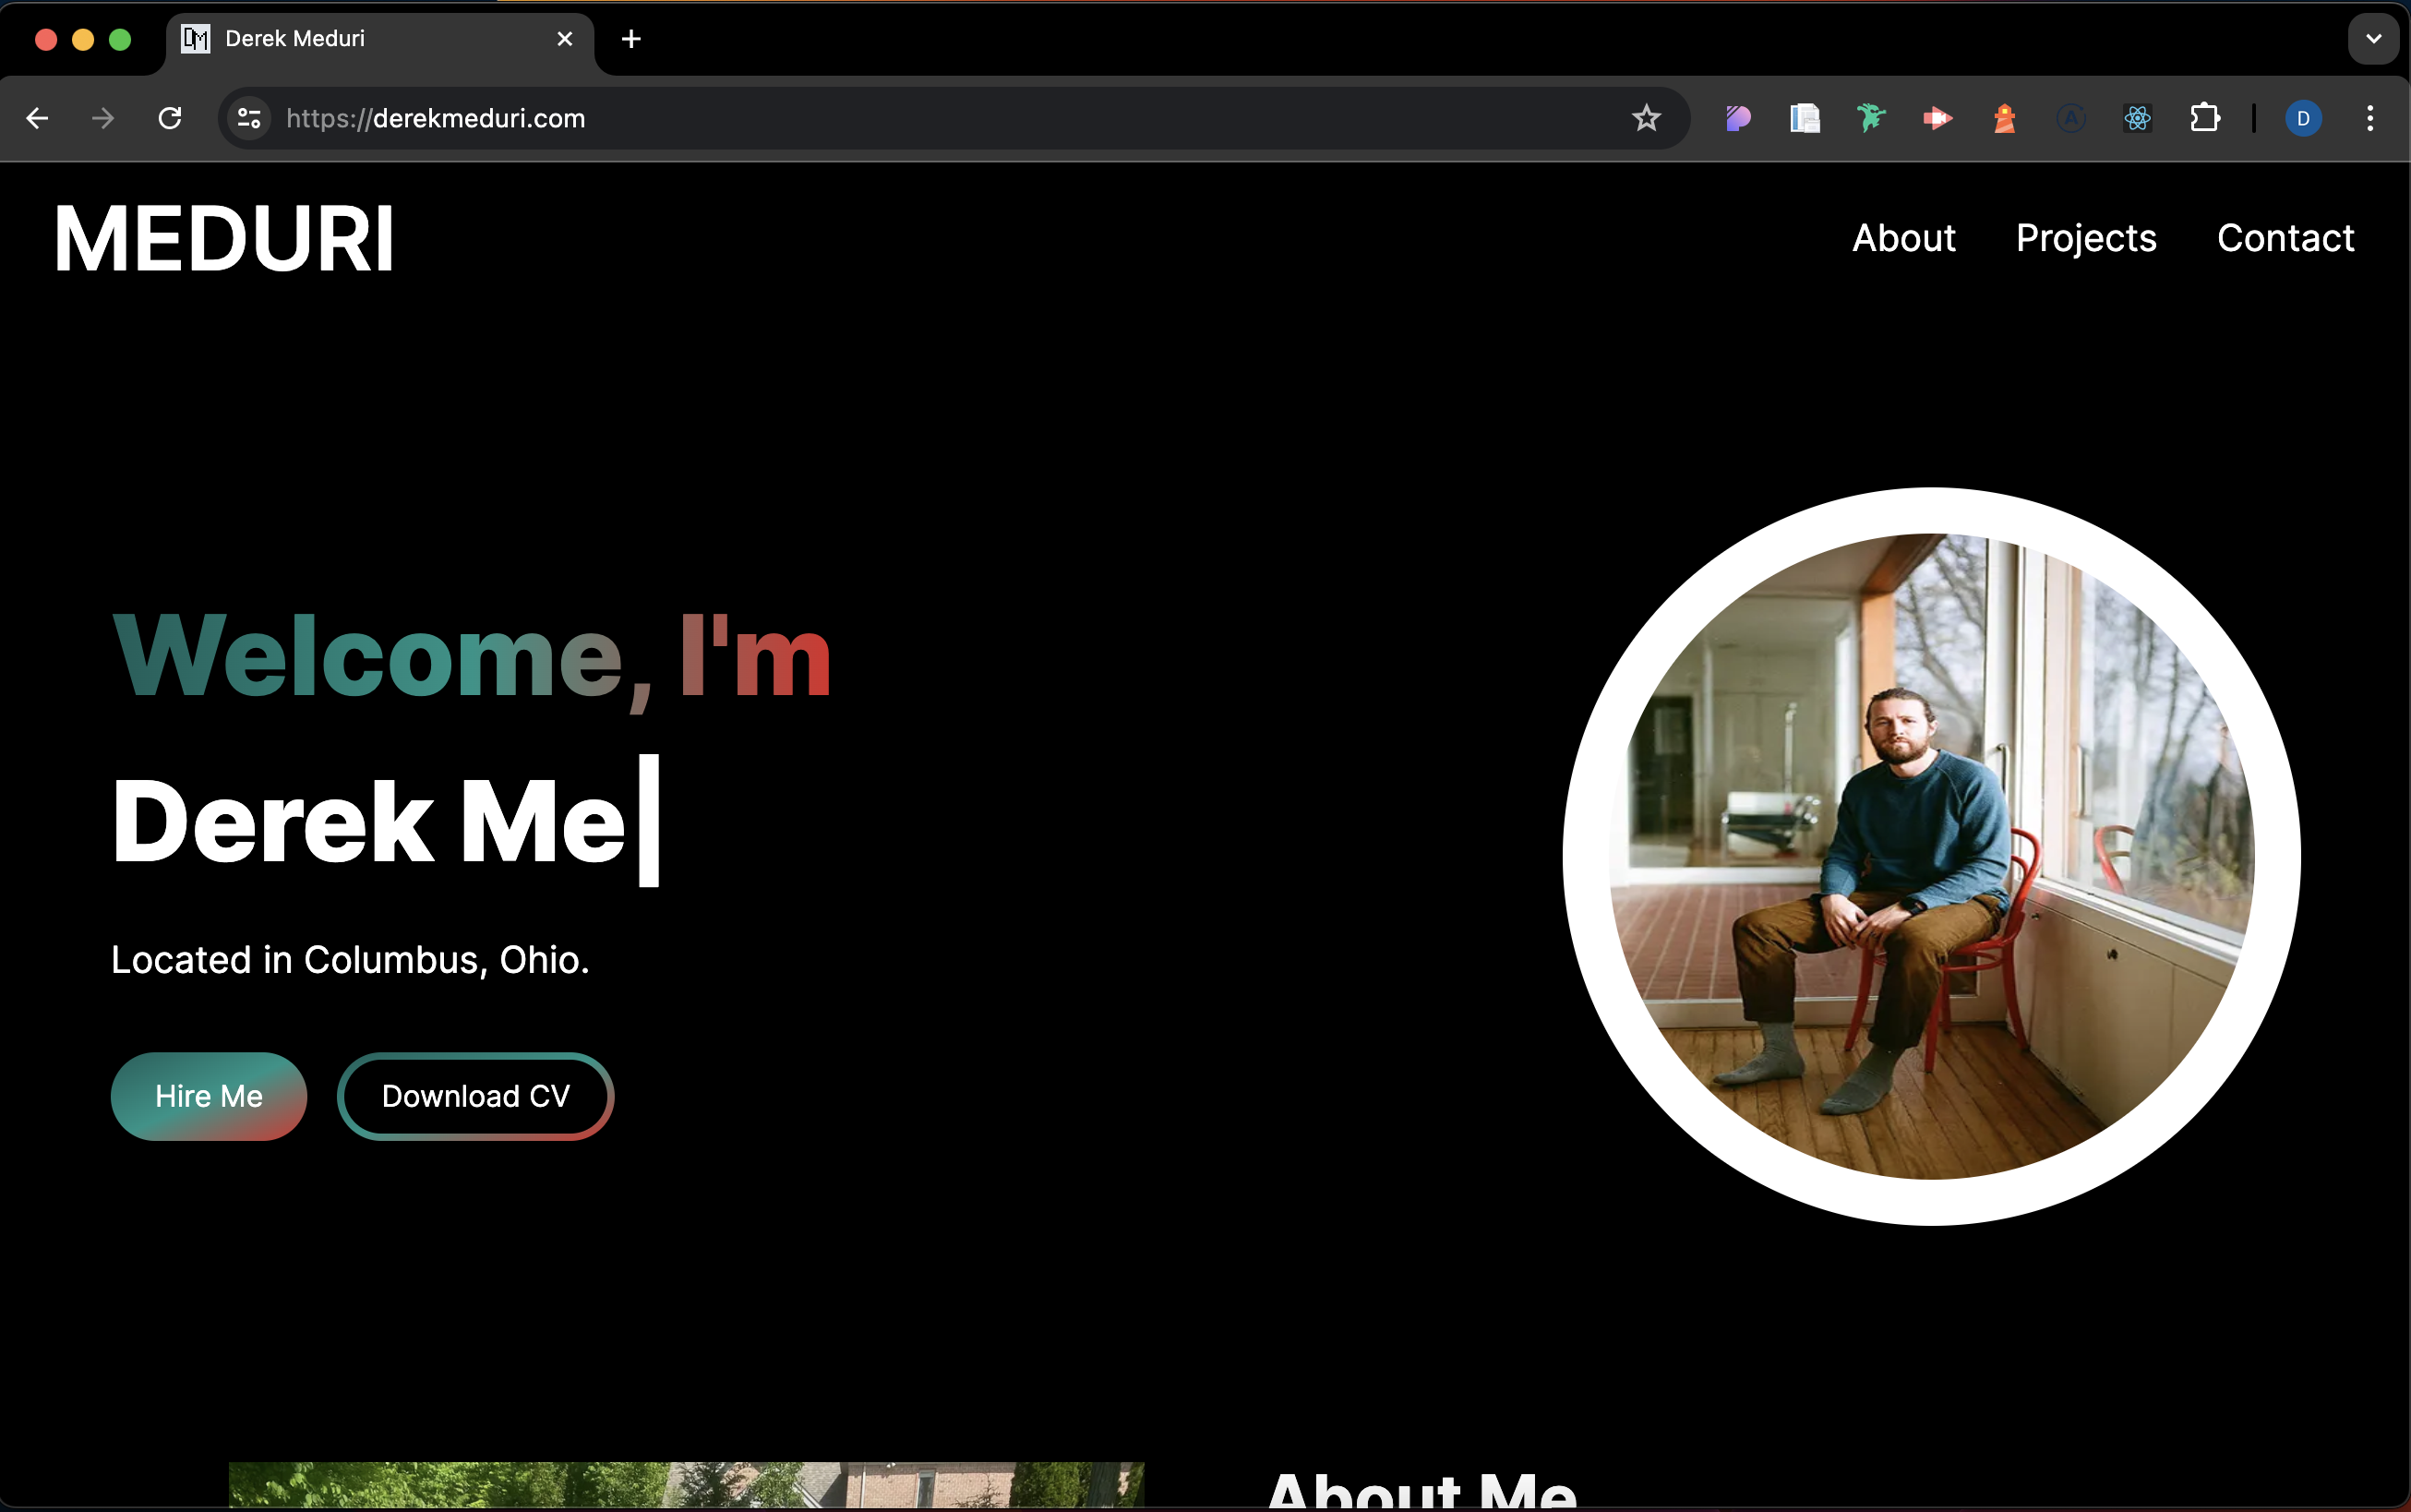 DM Derek Meduri
https://derekmeduri.com
A
D
MEDURI
About Projects Contact
Welcome, I'm
Derek Me
Located in Columbus, Ohio.
Hire Me Download CV
About Me